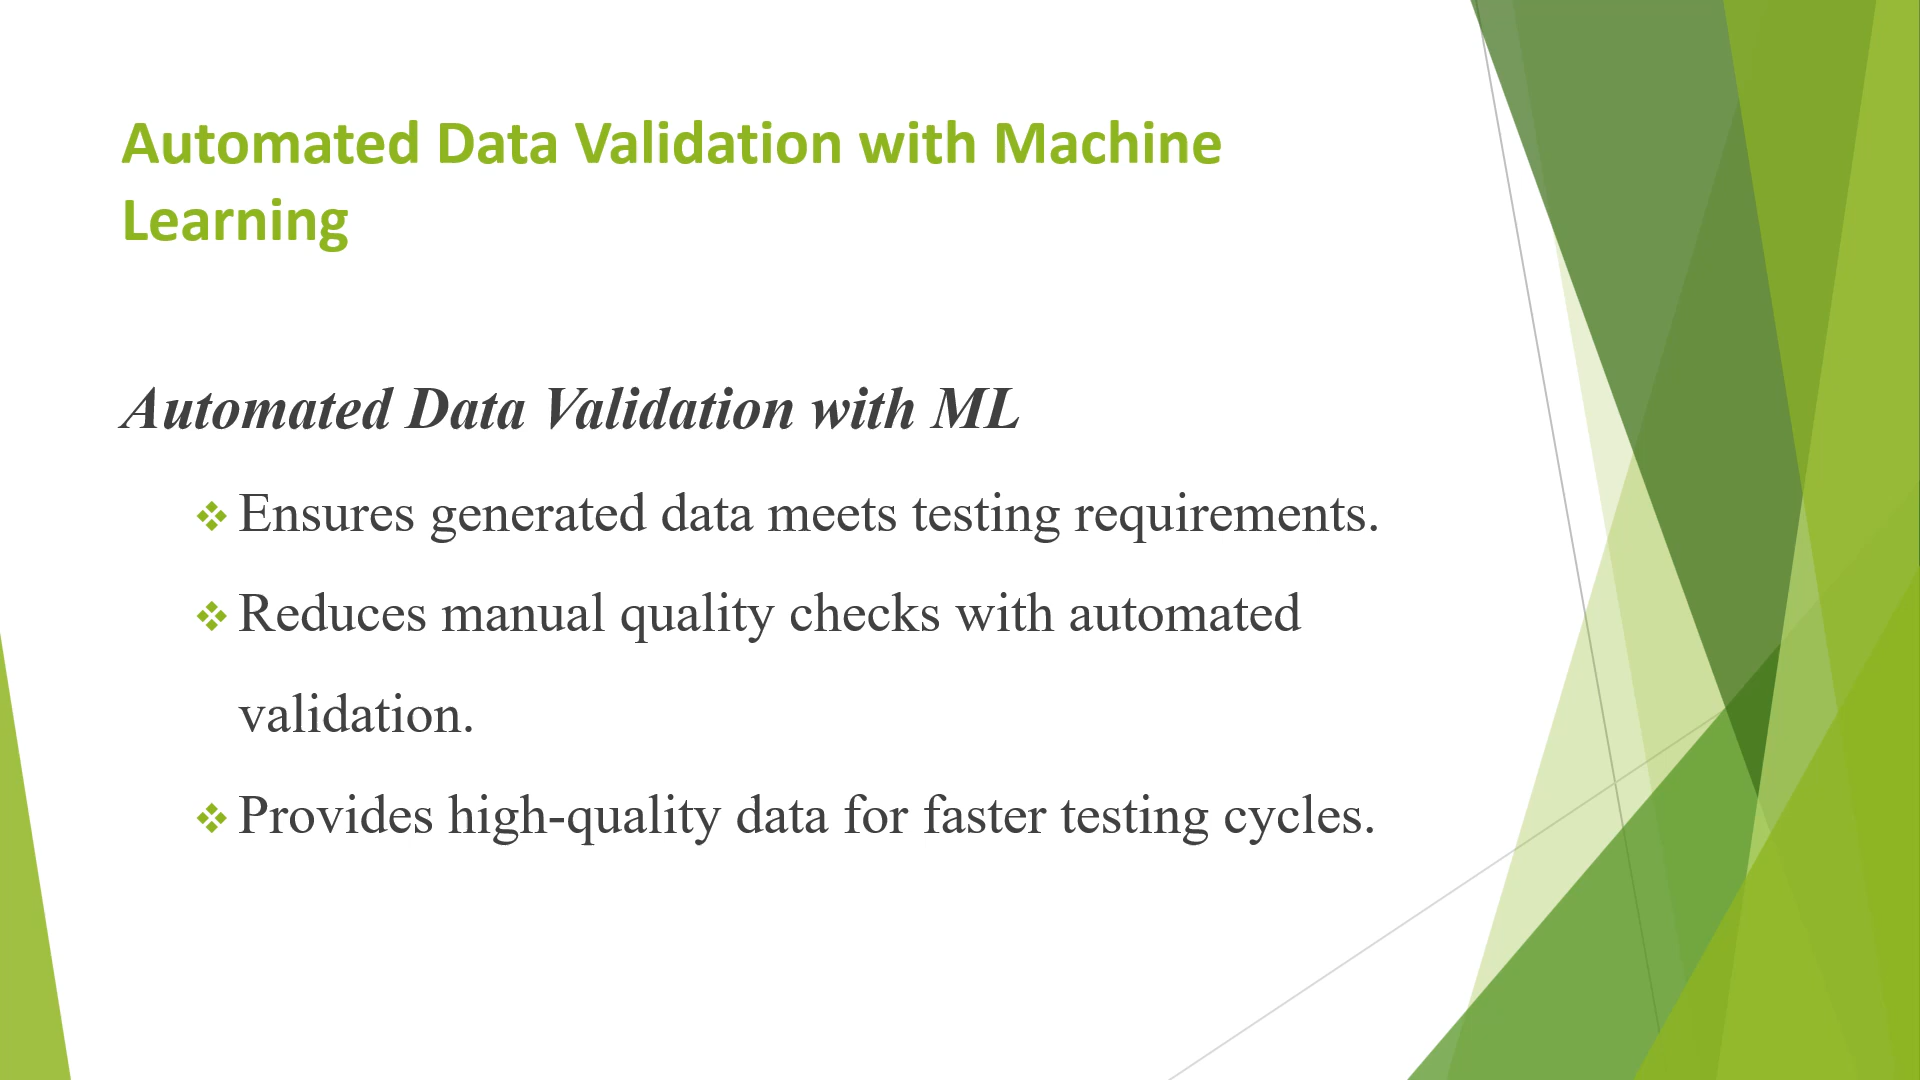 Automated Data Validation with Machine
Learning
Automated Data Validation with ML
❖ Ensures generated data meets testing requirements.
❖ Reduces manual quality checks with automated
validation.
❖ Provides high-quality data for faster testing cycles.